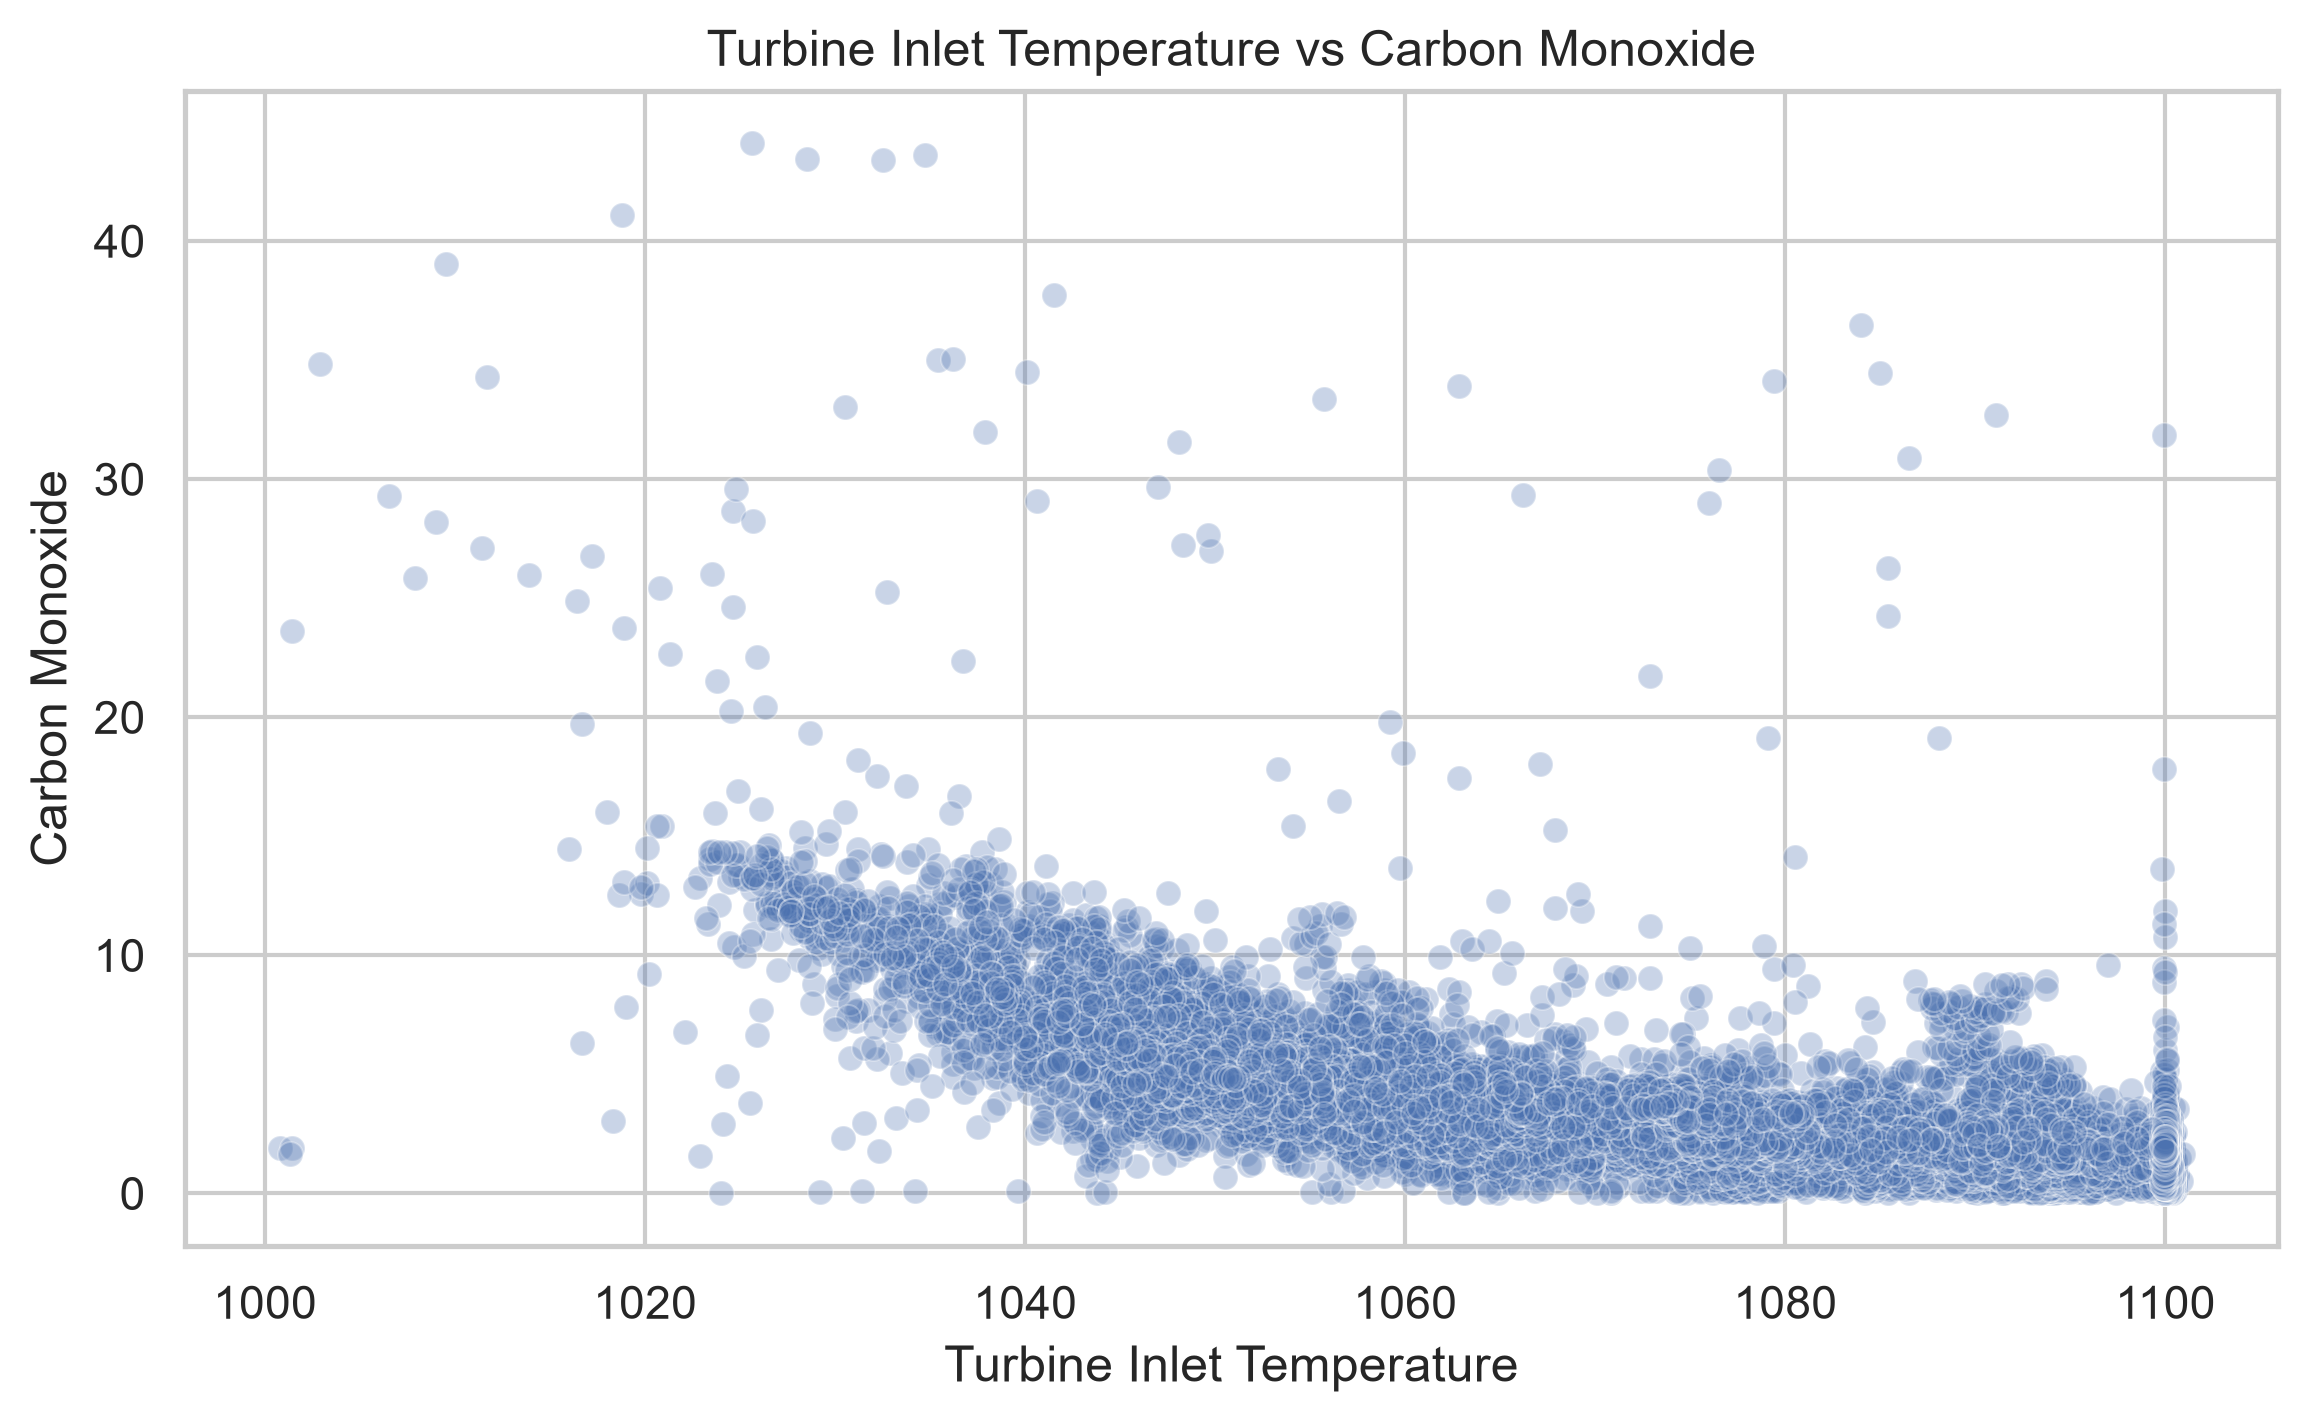 Turbine Inlet Temperature vs Carbon Monoxide
Carbon Monoxide
40
30
20
10
0
1000 1020 1040 1060 1080 1100
Turbine Inlet Temperature